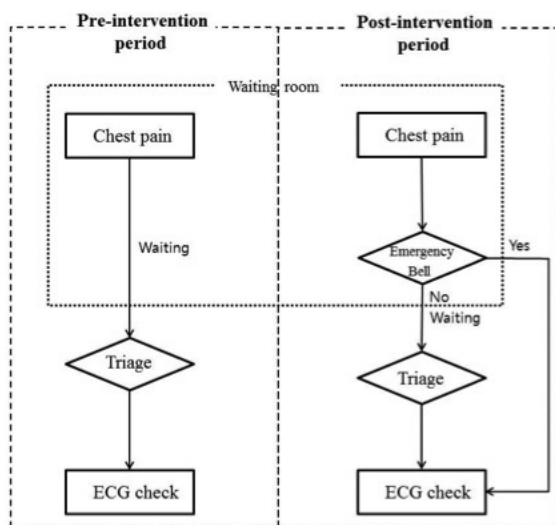 Pre-intervention
period
Post-intervention
period
Waiting room
Chest pain
Waiting
Triage
ECG check
Chest pain
Emergency
Bell
Yes
No
Waiting
Triage
ECG check